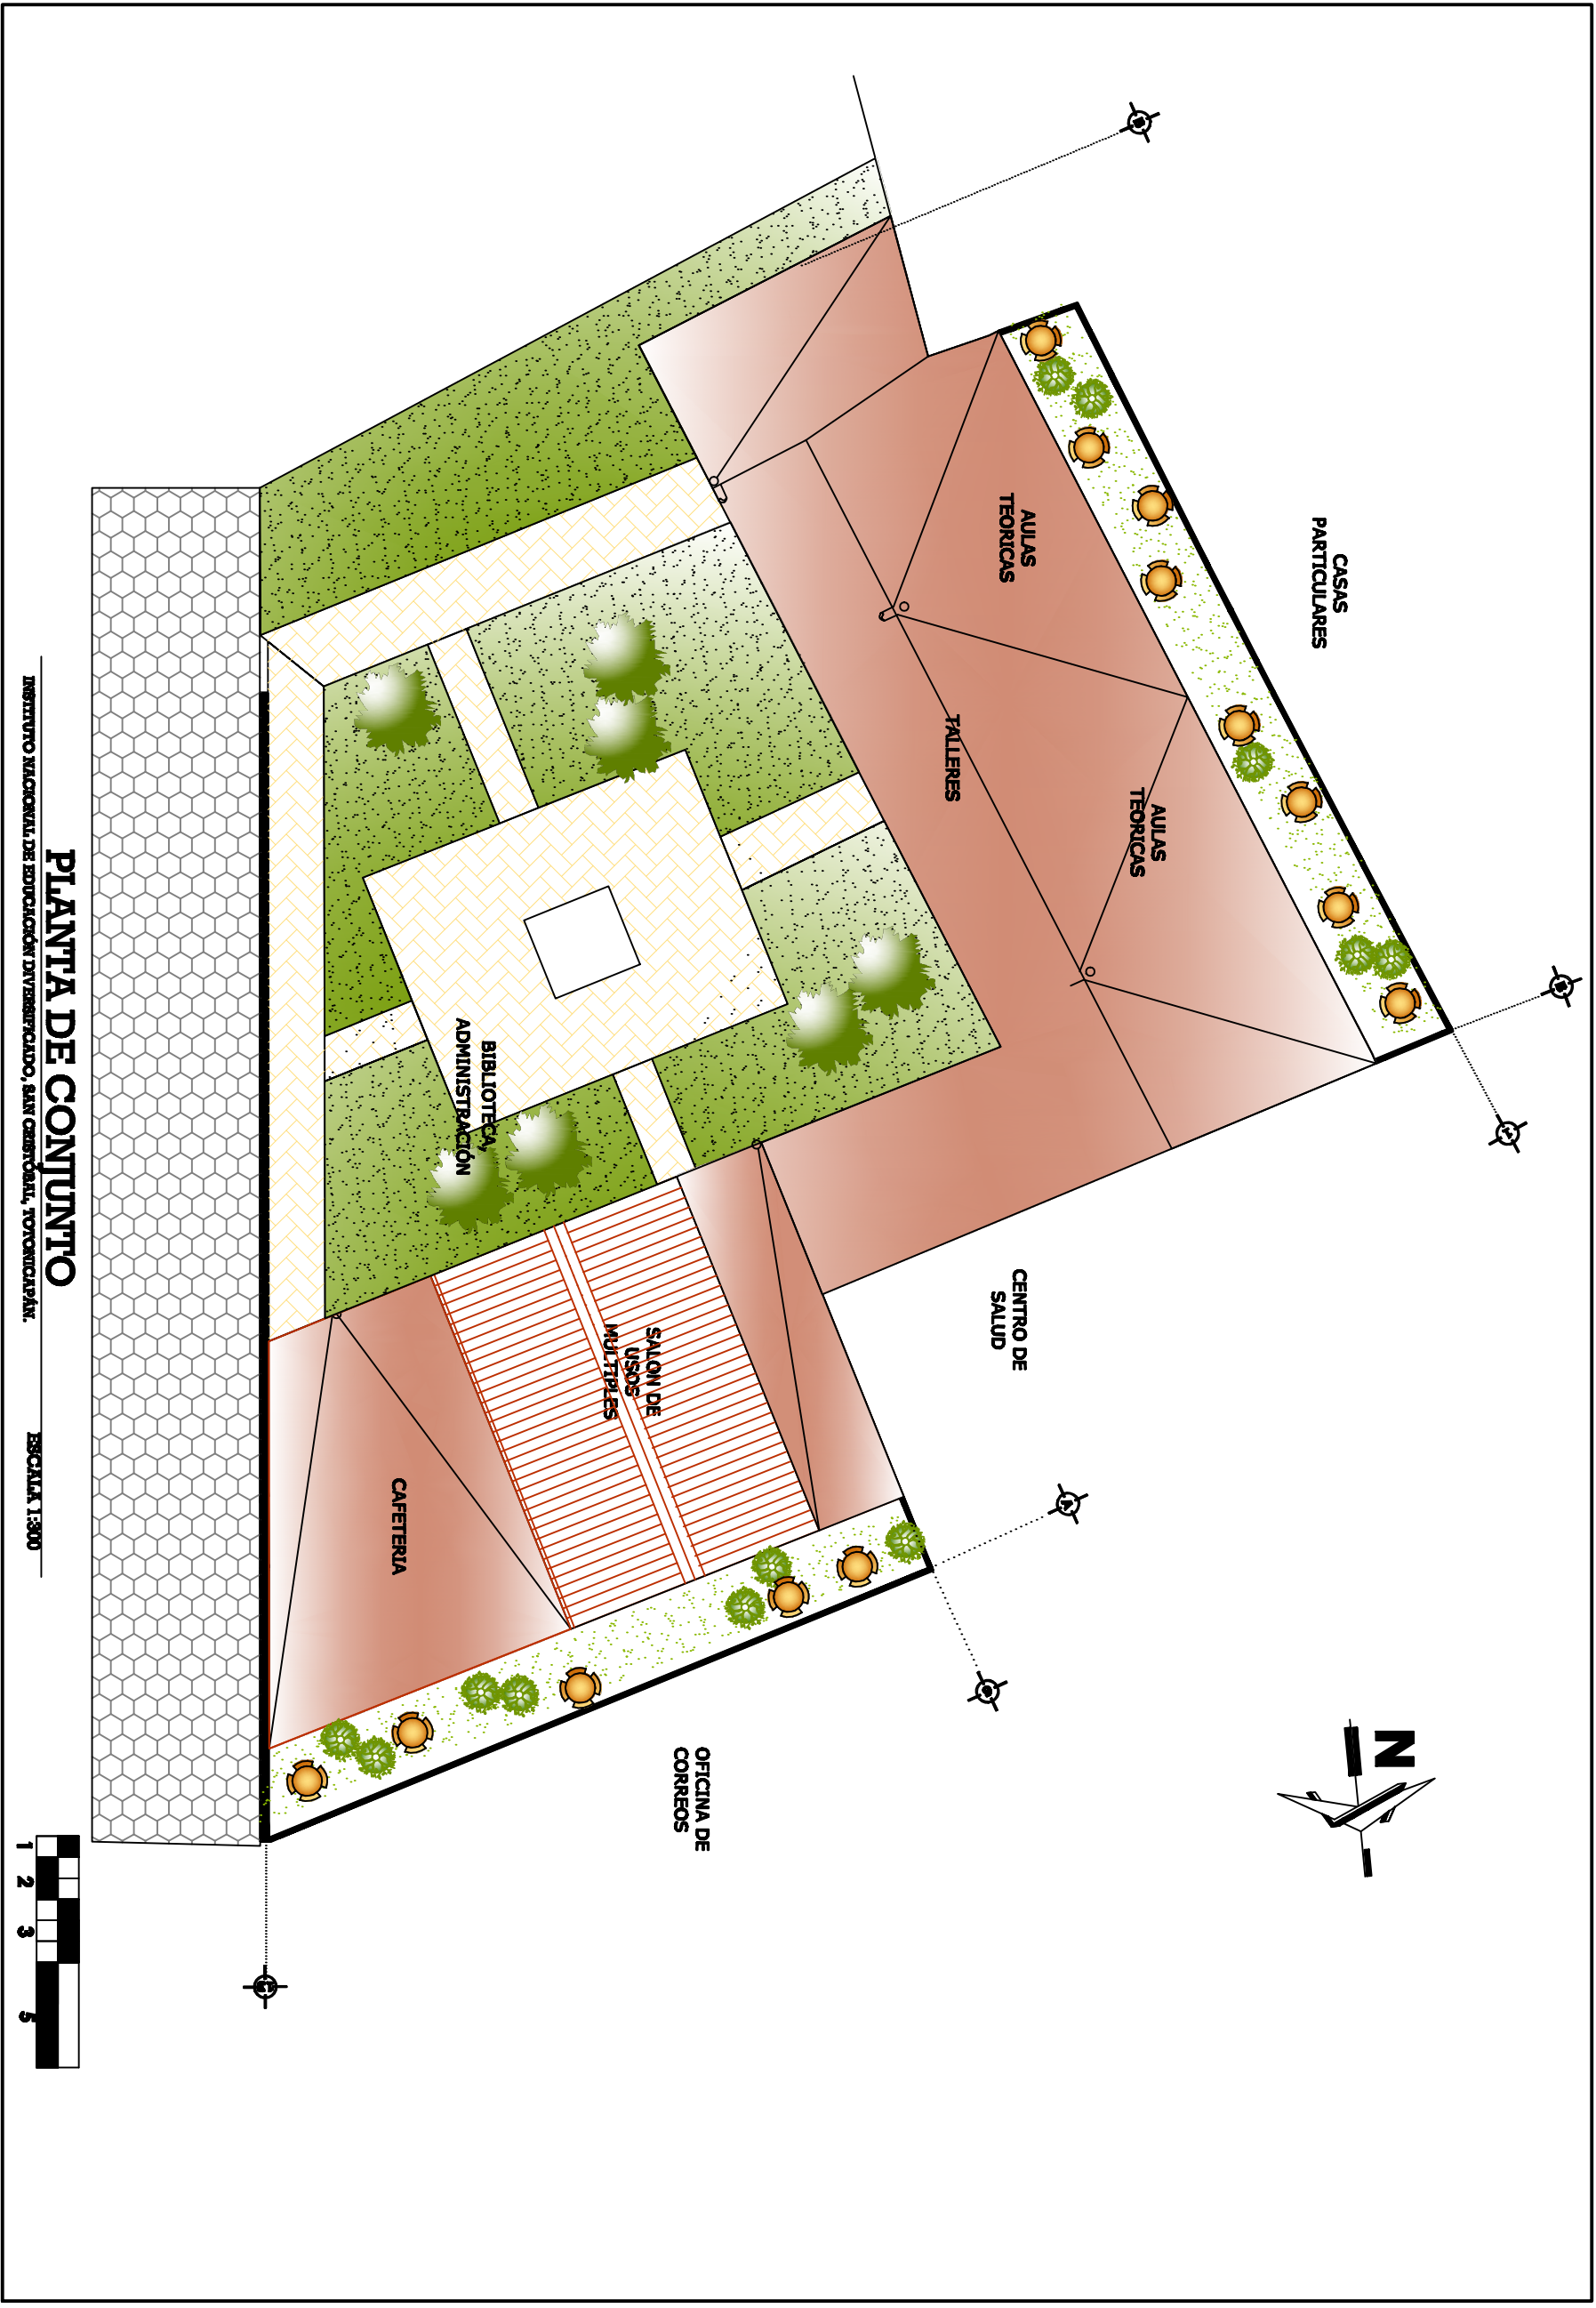 CASAS
PARTICULARES
AULAS
TEORICAS
AULAS
TEORICAS
TALLERES
CENTRO DE
SALUD
BIBLIOTECA,
ADMINISTRACIÓN
SALON DE
USOS
MULTIPLES
CAFETERIA
OFICINA DE
CORREOS
N
PLANTA DE CONJUNTO
INSTITUTO NACIONAL DE EDUCACIÓN DIVERSIFICADO, SAN CRISTÓBAL, TOTONICAPÁN.
ESCALA 1:300
1 2 3 5